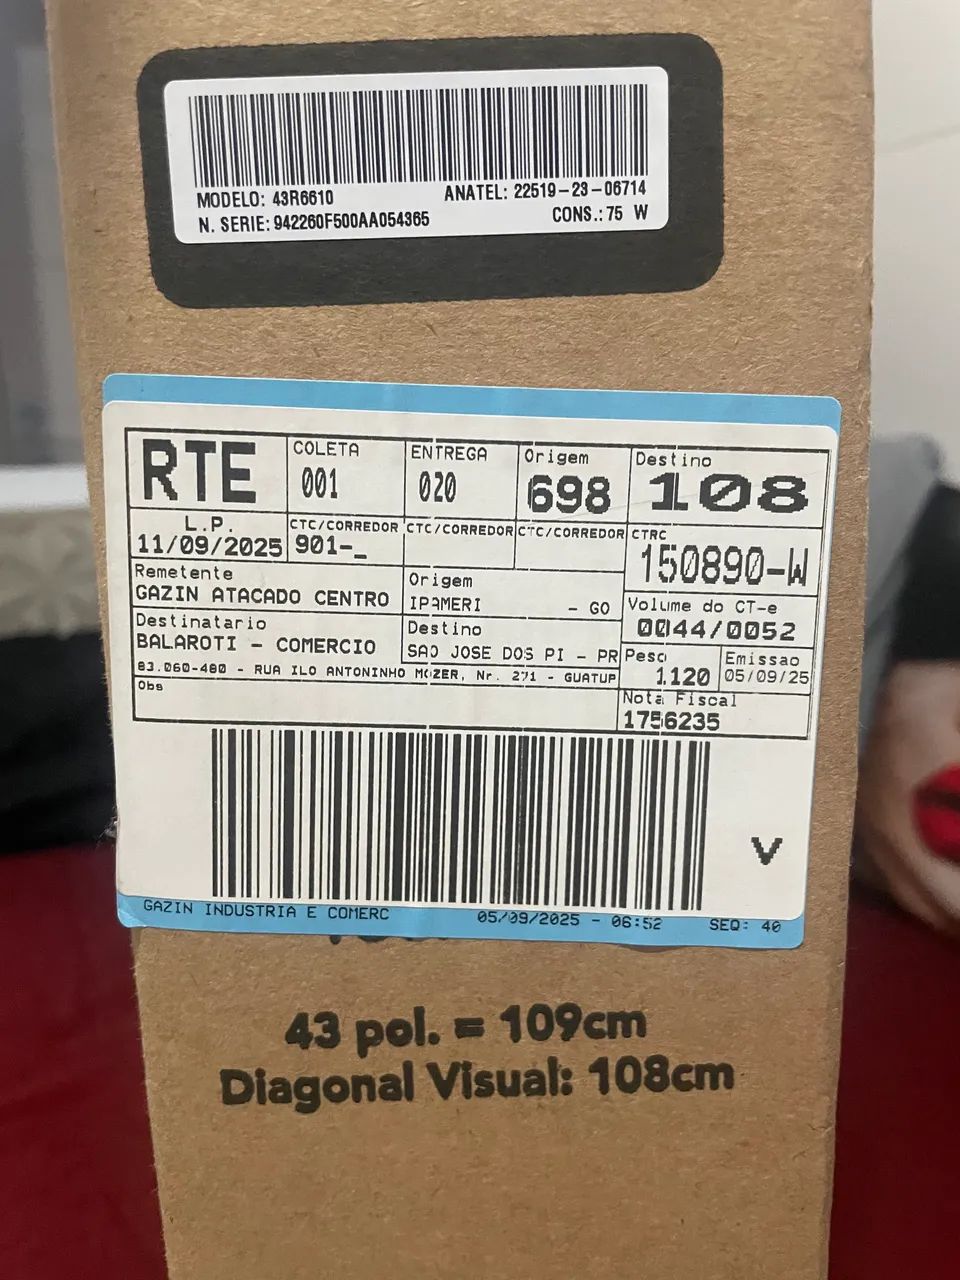 MODELO: 43R6610 ANATEL: 22519-23-06714
N. SERIE: 942260F500AA054365 CONS.: 75 W
RTE COLETA 001 ENTREGA 020 Origem 698 Destino 108
L.P. 11/09/2025 CTC/CORREDOR 901-_ CTC/CORREDOR CTC/CORREDOR CTRC 150890-W
Remetente
GAZIN ATACADO CENTRO
Origem
IPAMERI - GO
Volume do CT-e
0044/0052
Destinatario
BALAROTI - COMERCIO
Destino
SAO JOSE DOS PI - PR
Peso
1.120
Emissao
05/09/25
83.060-480 - RUA ILO ANTONINHO MOZER, Nr. 271 - GUATUP
Obs
Nota Fiscal
1756235
V
GAZIN INDUSTRIA E COMERC 05/09/2025 - 06:52 SEQ: 40
43 pol. = 109cm
Diagonal Visual: 108cm